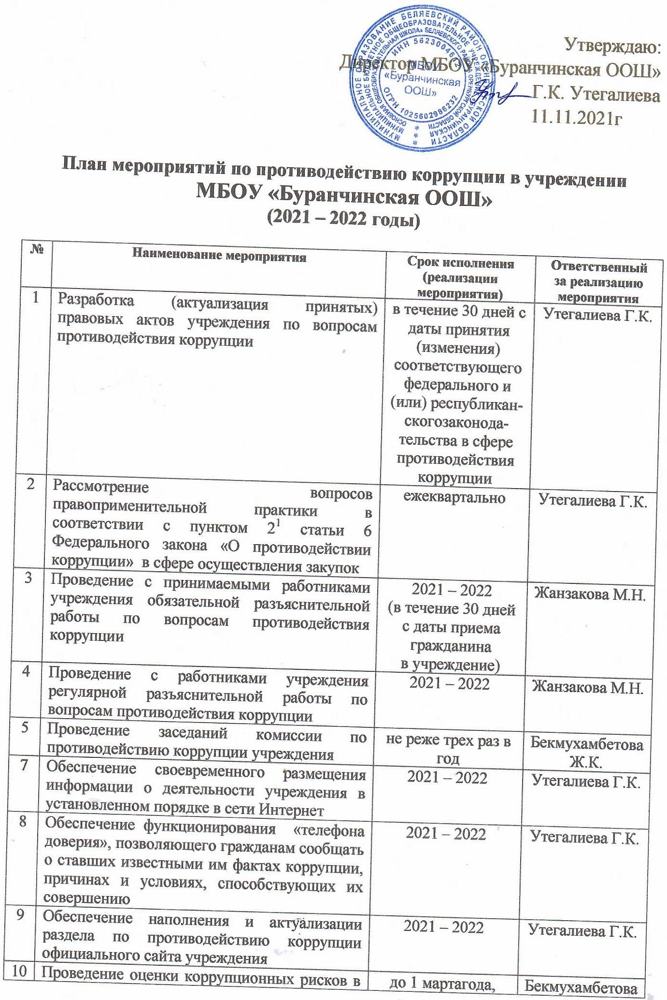 Утверждаю:
Директор МБОУ «Буранчинская ООШ»
Г.К. Утегалиева
11.11.2021г
МУНИЦИПАЛЬНОЕ ОБРАЗОВАНИЕ БЕЛЯЕВСКИЙ РАЙОН ОРЕНБУРГСКОЙ ОБЛАСТИ
МУНИЦИПАЛЬНОЕ БЮДЖЕТНОЕ ОБЩЕОБРАЗОВАТЕЛЬНОЕ УЧРЕЖДЕНИЕ «БУРАНЧИНСКАЯ
ОСНОВНАЯ ОБЩЕОБРАЗОВАТЕЛЬНАЯ ШКОЛА» БЕЛЯЕВСКОГО РАЙОНА ОРЕНБУРГСКОЙ ОБЛАСТИ
ИНН 5623004612
МБОУ
«Буранчинская
ООШ»
ОГРН 1025602986232
План мероприятий по противодействию коррупции в учреждении
МБОУ «Буранчинская ООШ»
(2021 – 2022 годы)
№
Наименование мероприятия
Срок исполнения
(реализации
мероприятия)
Ответственный
за реализацию
мероприятия
1
Разработка (актуализация принятых)
правовых актов учреждения по вопросам
противодействия коррупции
в течение 30 дней с
даты принятия
(изменения)
соответствующего
федерального и
(или) республикан-
скогозаконода-
тельства в сфере
противодействия
коррупции
Утегалиева Г.К.
2
Рассмотрение вопросов
правоприменительной практики в
соответствии с пунктом 2¹ статьи 6
Федерального закона «О противодействии
коррупции» в сфере осуществления закупок
ежеквартально
Утегалиева Г.К.
3
Проведение с принимаемыми работниками
учреждения обязательной разъяснительной
работы по вопросам противодействия
коррупции
2021 – 2022
(в течение 30 дней
с даты приема
гражданина
в учреждение)
Жанзакова М.Н.
4
Проведение с работниками учреждения
регулярной разъяснительной работы по
вопросам противодействия коррупции
2021 – 2022
Жанзакова М.Н.
5
Проведение заседаний комиссии по
противодействию коррупции учреждения
не реже трех раз в
год
Бекмухамбетова
Ж.К.
7
Обеспечение своевременного размещения
информации о деятельности учреждения в
установленном порядке в сети Интернет
2021 – 2022
Утегалиева Г.К.
8
Обеспечение функционирования «телефона
доверия», позволяющего гражданам сообщать
о ставших известными им фактах коррупции,
причинах и условиях, способствующих их
совершению
2021 – 2022
Утегалиева Г.К.
9
Обеспечение наполнения и актуализации
раздела по противодействию коррупции
официального сайта учреждения
2021 – 2022
Утегалиева Г.К.
10
Проведение оценки коррупционных рисков в
до 1 мартагода,
Бекмухамбетова